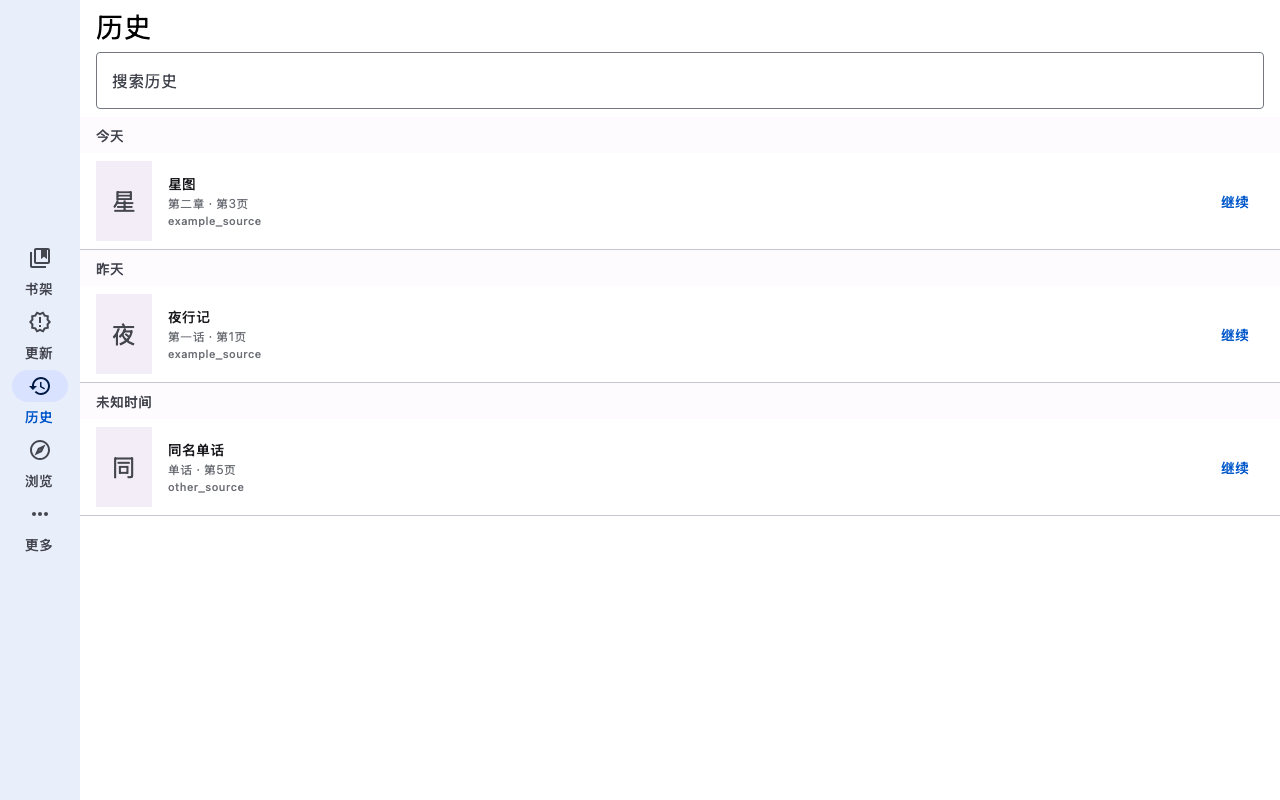 历史
搜索历史
今天
星
星图
第二章 · 第3页
example_source
继续
昨天
夜
夜行记
第一话 · 第1页
example_source
继续
未知时间
同
同名单话
单话 · 第5页
other_source
继续
书架
更新
历史
浏览
更多